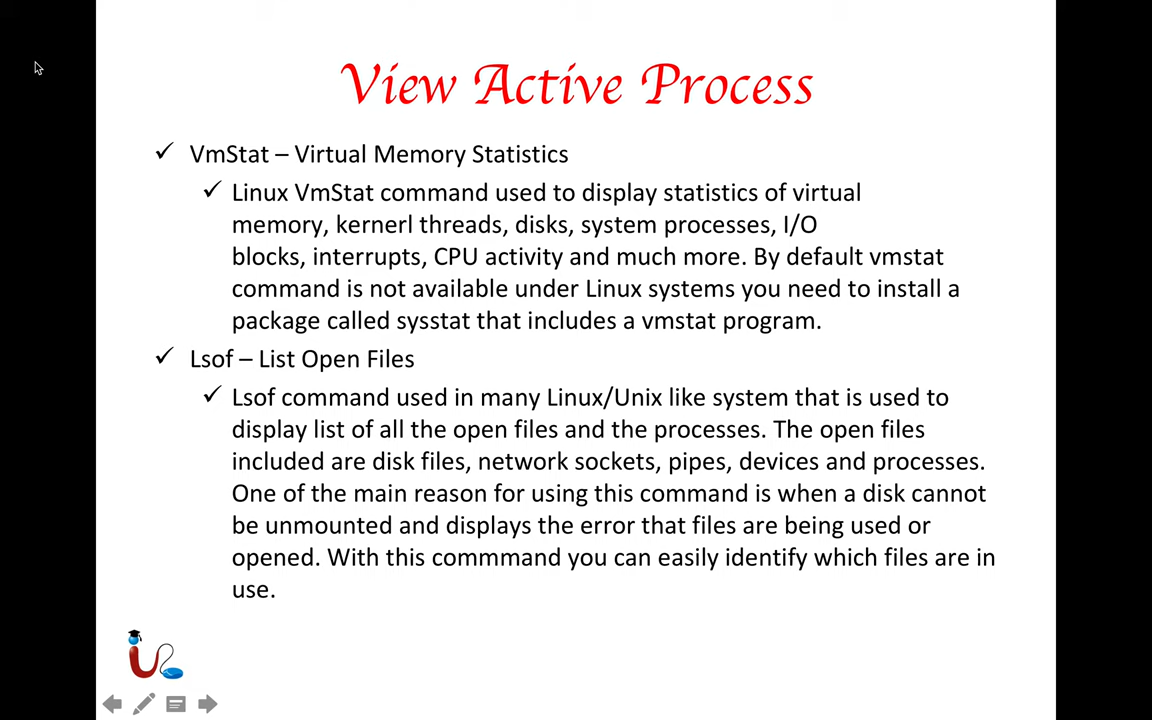 View Active Process
✓ VmStat – Virtual Memory Statistics
✓ Linux VmStat command used to display statistics of virtual
memory, kernerl threads, disks, system processes, I/O
blocks, interrupts, CPU activity and much more. By default vmstat
command is not available under Linux systems you need to install a
package called sysstat that includes a vmstat program.
✓ Lsof – List Open Files
✓ Lsof command used in many Linux/Unix like system that is used to
display list of all the open files and the processes. The open files
included are disk files, network sockets, pipes, devices and processes.
One of the main reason for using this command is when a disk cannot
be unmounted and displays the error that files are being used or
opened. With this commmand you can easily identify which files are in
use.